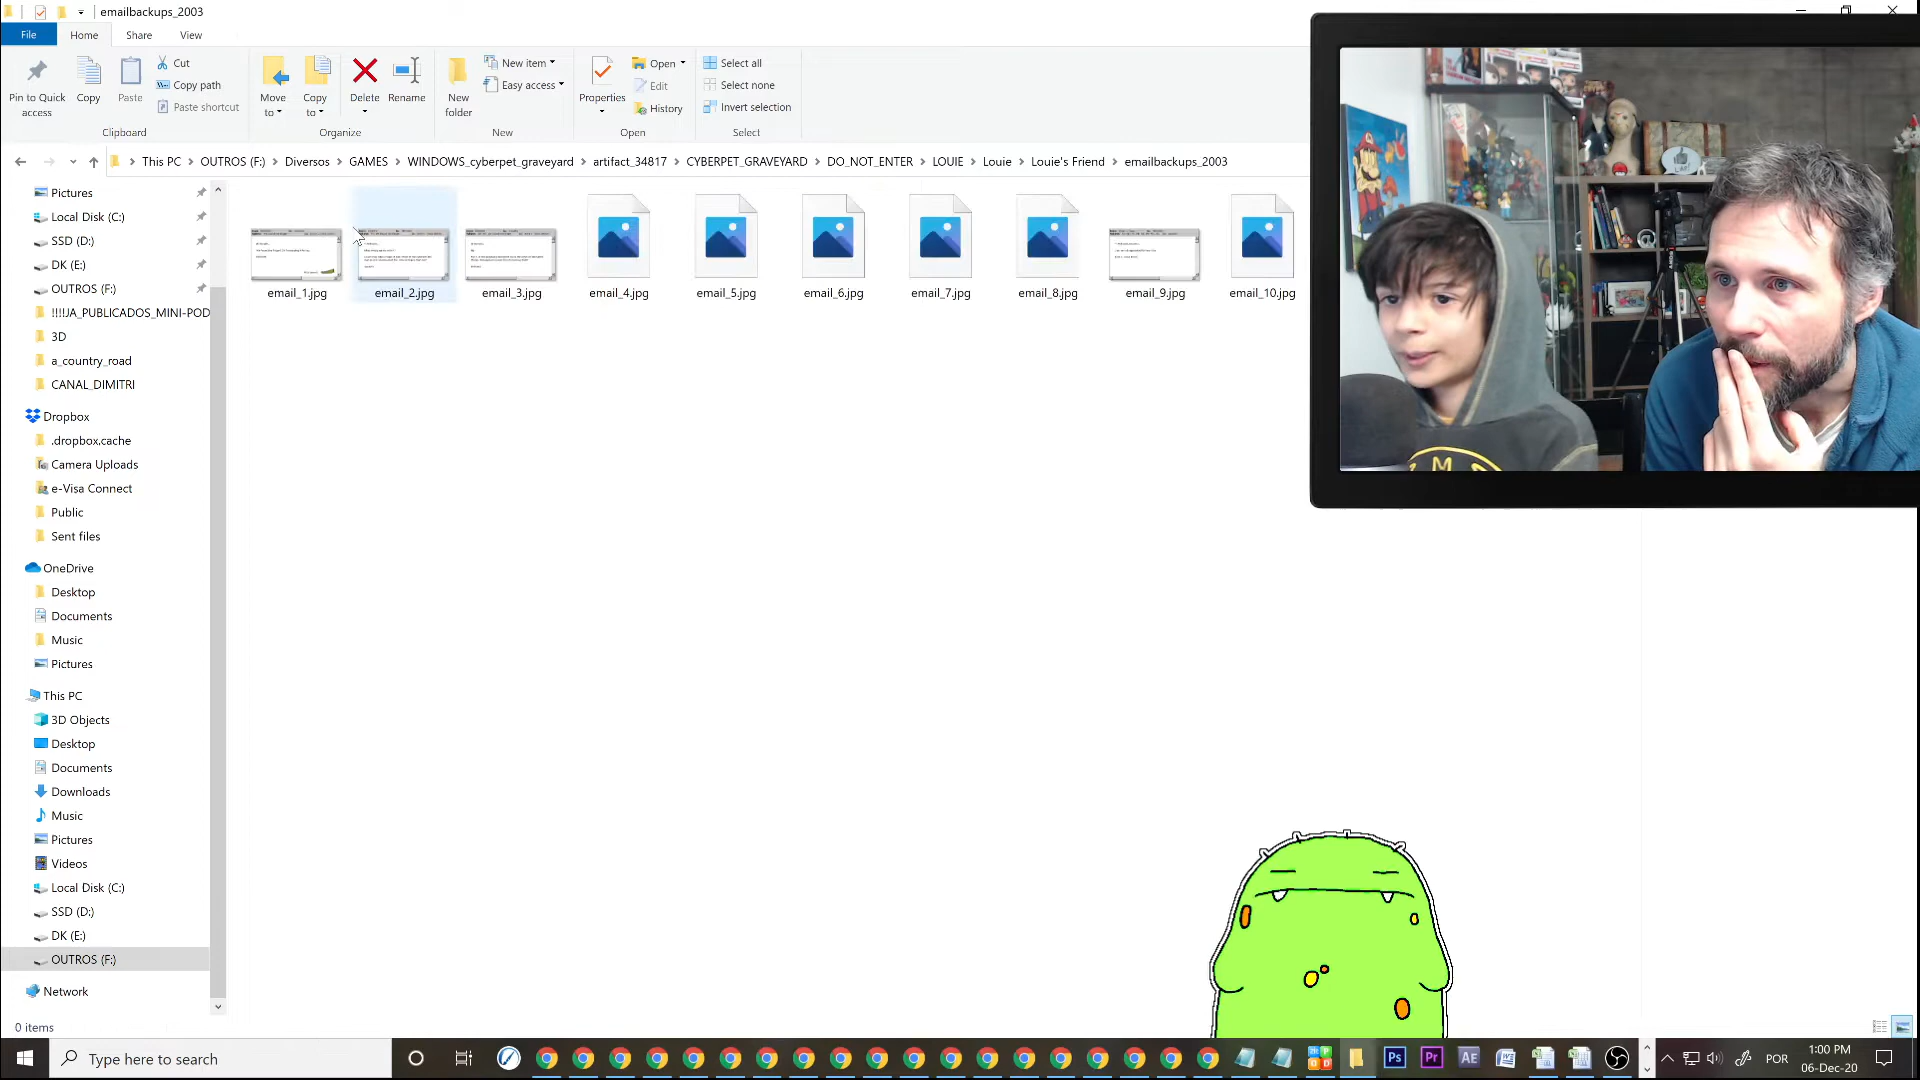 emailbackups_2003
File Home Share View
Pin to Quick access
Copy
Paste
Cut
Copy path
Paste shortcut
Clipboard
Move to
Copy to
Delete
Rename
Organize
New folder
New item
Easy access
New
Properties
Open
Edit
History
Open
Select all
Select none
Invert selection
Select
This PC OUTROS (F:) Diversos GAMES WINDOWS_cyberpet_graveyard artifact_34817 CYBERPET_GRAVEYARD DO_NOT_ENTER LOUIE Louie Louie's Friend emailbackups_2003
Pictures
Local Disk (C:)
SSD (D:)
DK (E:)
OUTROS (F:)
!!!!JA_PUBLICADOS_MINI-POD
3D
a_country_road
CANAL_DIMITRI
Dropbox
.dropbox.cache
Camera Uploads
e-Visa Connect
Public
Sent files
OneDrive
Desktop
Documents
Music
Pictures
This PC
3D Objects
Desktop
Documents
Downloads
Music
Pictures
Videos
Local Disk (C:)
SSD (D:)
DK (E:)
OUTROS (F:)
Network
email_1.jpg email_2.jpg email_3.jpg email_4.jpg email_5.jpg email_6.jpg email_7.jpg email_8.jpg email_9.jpg email_10.jpg
0 items
Type here to search
Ps Pr AE
POR
1:00 PM
06-Dec-20